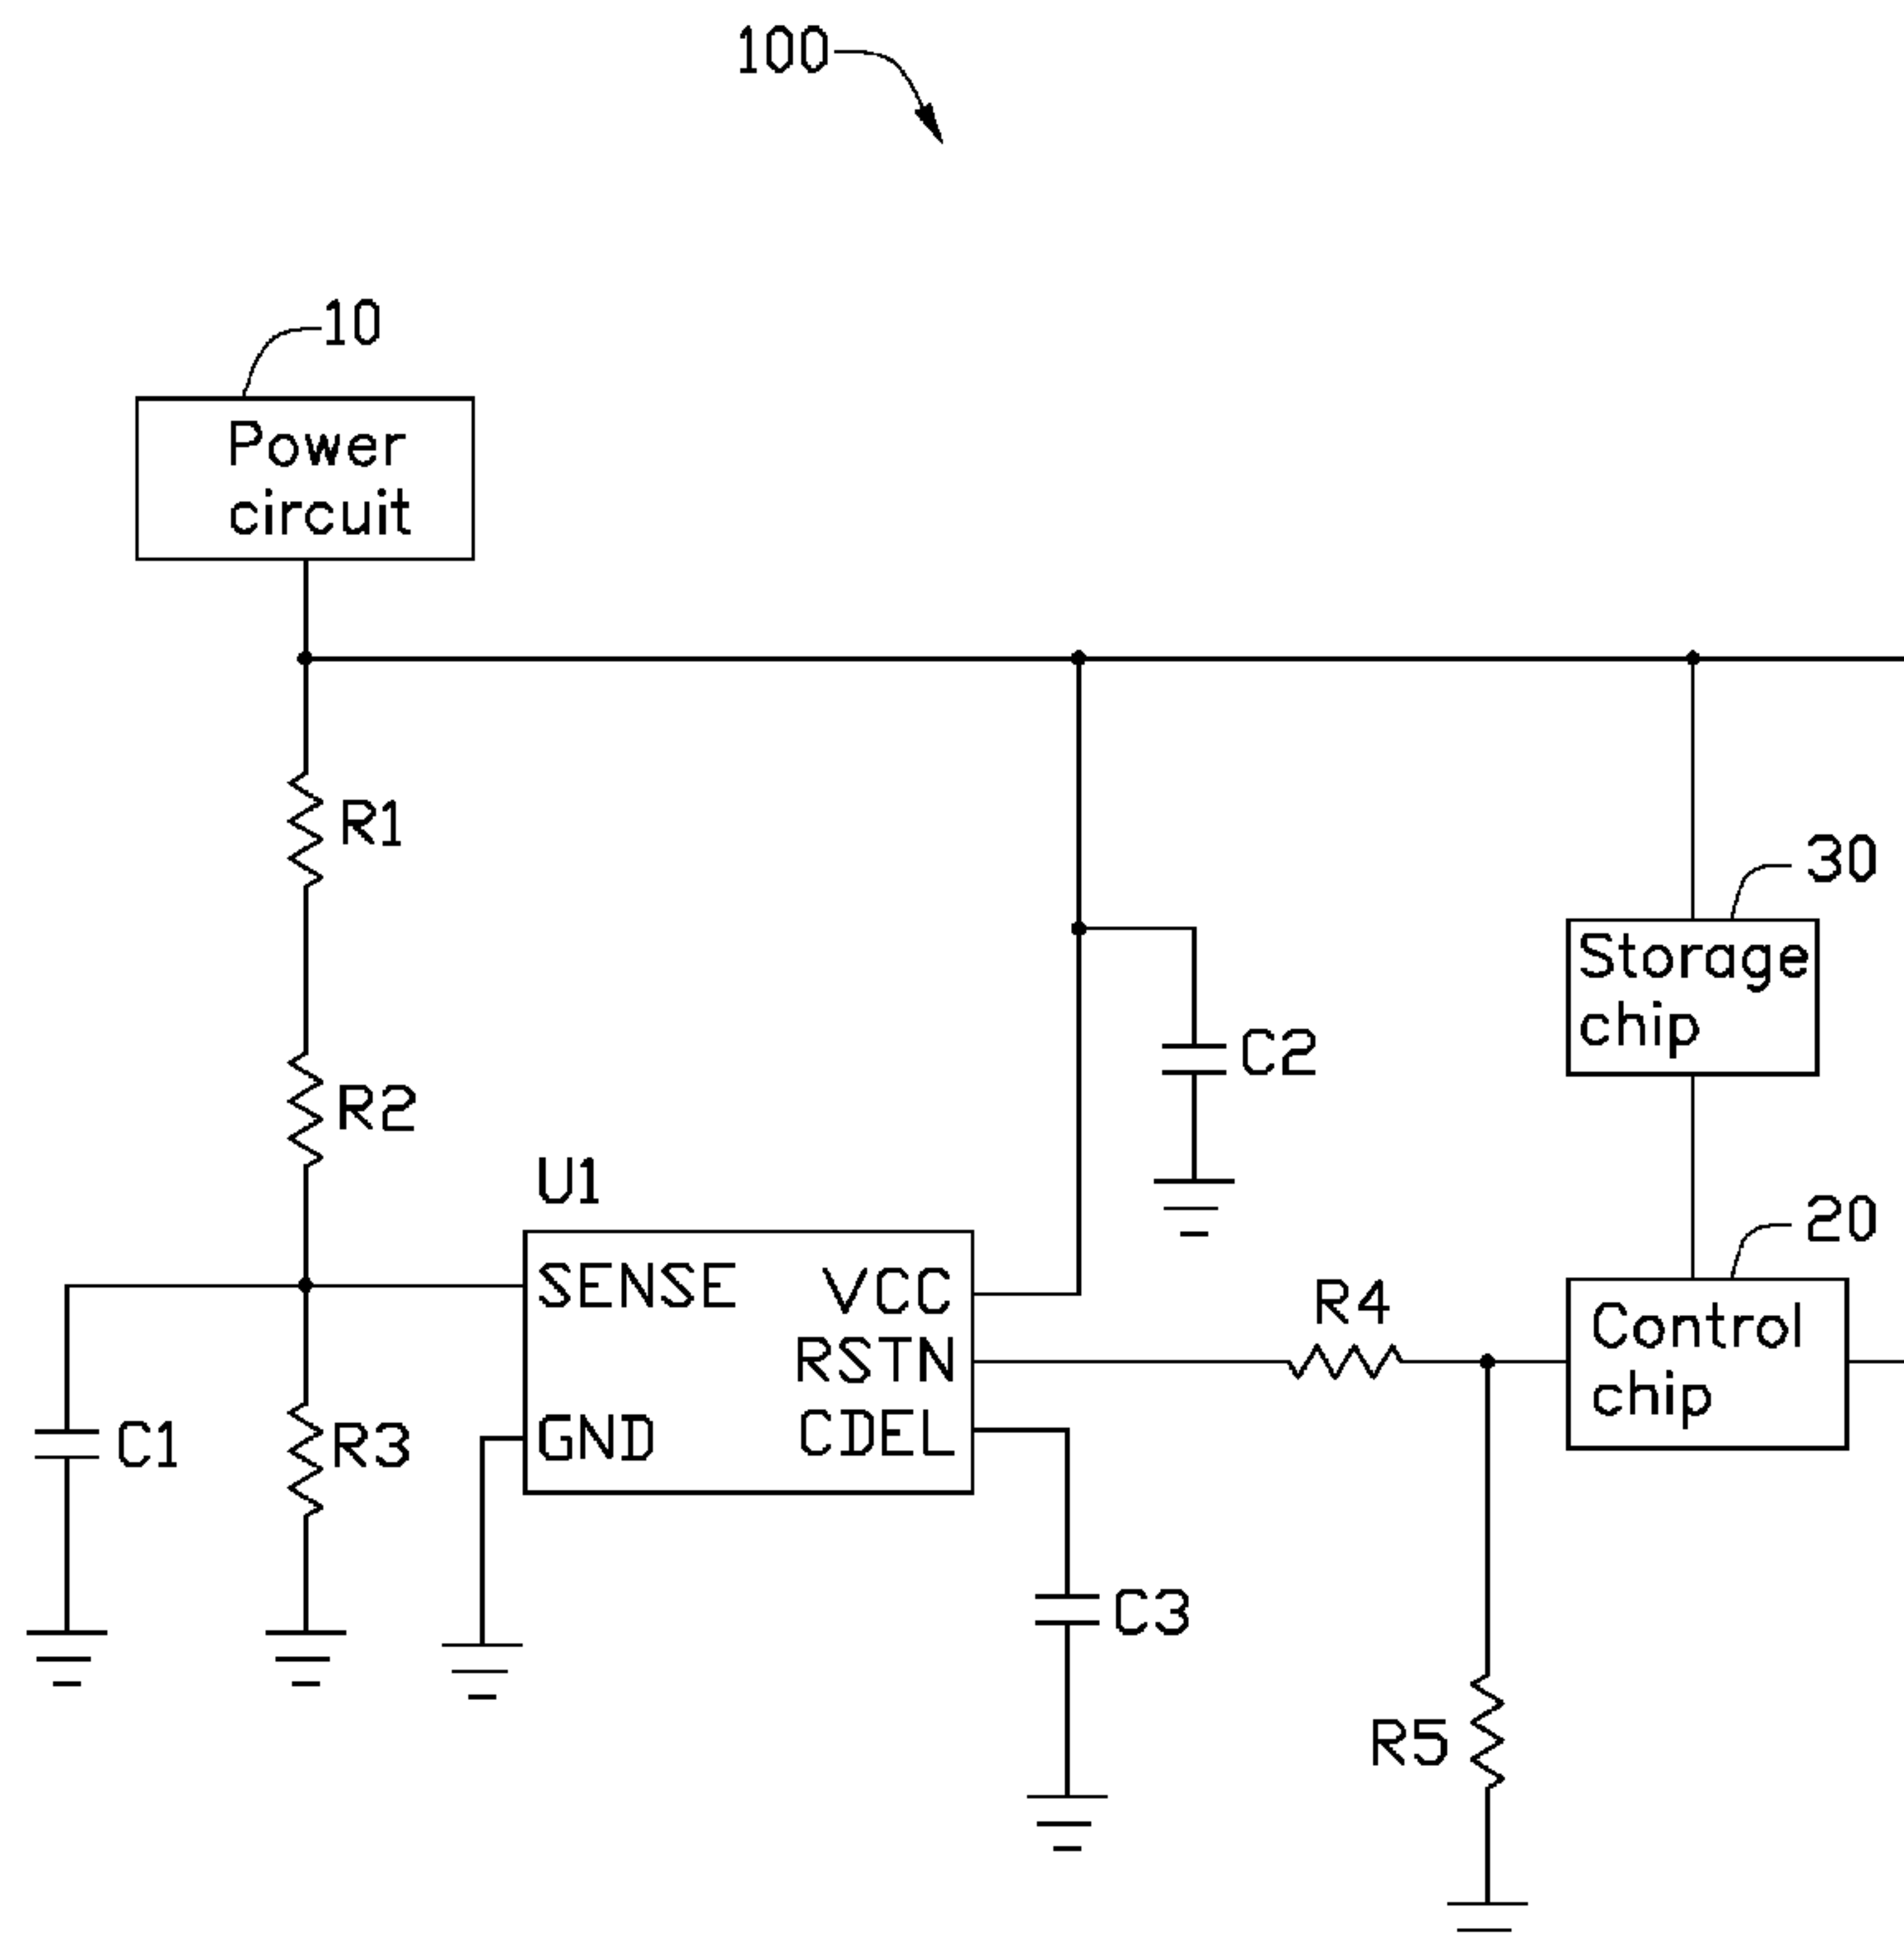 100
10
Power
circuit
R1
30
Storage
chip
C2
R2
U1
20
SENSE
VCC
R4
Control
chip
RSTN
C1
R3
GND
CDEL
C3
R5